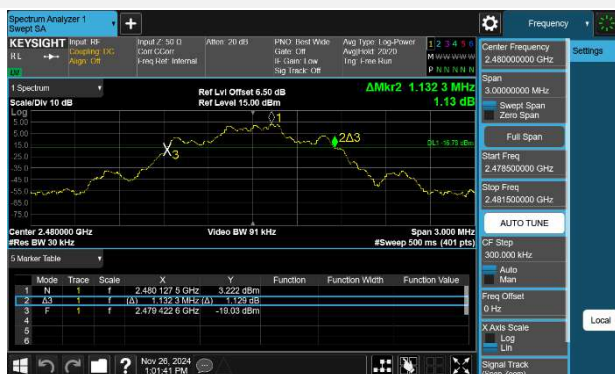 Spectrum Analyzer 1
Swept SA
Frequency
KEYSIGHT
RL
Input: RF
Coupling: DC
Align: Off
Input Z: 50 Ω
Corr CCorr
Freq Ref: Internal
Atten: 20 dB
PNO: Best Wide
Gate: Off
IF Gain: Low
Sig Track: Off
Avg Type: Log-Power
Avg|Hold: 20/20
Trig: Free Run
1 2 3 4 5 6
M W W W W W
P N N N N N
1 Spectrum
Scale/Div 10 dB
Ref Lvl Offset 6.50 dB
Ref Level 15.00 dBm
ΔMkr2 1.132 3 MHz
1.13 dB
Log
5.00
-5.00
-15.0
-25.0
-35.0
-45.0
-55.0
-65.0
-75.0
1
2Δ3
3
Center 2.480000 GHz
#Res BW 30 kHz
Video BW 91 kHz
Span 3.000 MHz
#Sweep 500 ms (401 pts)
5 Marker Table
Mode Trace Scale X Y Function Function Width Function Value
1 N 1 f 2.480 127 5 GHz 3.222 dBm
2 Δ3 1 f (Δ) 1.132 3 MHz (Δ) 1.129 dB
3 F 1 f 2.479 422 6 GHz -19.03 dBm
4
5
6
Nov 26, 2024
1:01:41 PM
Center Frequency
2.480000000 GHz
Settings
Span
3.00000000 MHz
Swept Span
Zero Span
Full Span
Start Freq
2.478500000 GHz
Stop Freq
2.481500000 GHz
AUTO TUNE
CF Step
300.000 kHz
Auto
Man
Freq Offset
0 Hz
X Axis Scale
Log
Lin
Local
Signal Track